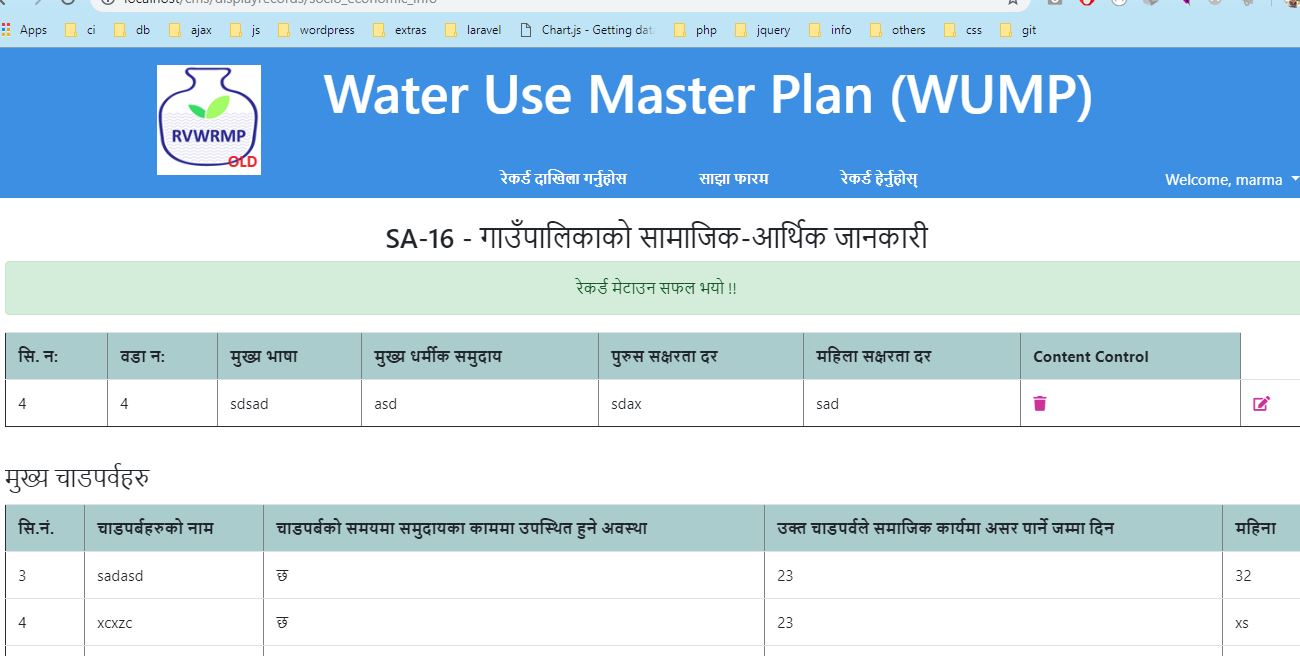 localhost/cms/displayrecords/socio_economic_info
Apps ci db ajax js wordpress extras laravel Chart.js - Getting dat php jquery info others css git
RVWRMP
OLD
Water Use Master Plan (WUMP)
रेकर्ड दाखिला गर्नुहोस साझा फारम रेकर्ड हेर्नुहोस् Welcome, marma
SA-16 - गाउँपालिकाको सामाजिक-आर्थिक जानकारी
रेकर्ड मेटाउन सफल भयो !!
सि. न: वडा न: मुख्य भाषा मुख्य धर्मीक समुदाय पुरुस सक्षरता दर महिला सक्षरता दर Content Control
4 4 sdsad asd sdax sad
मुख्य चाडपर्वहरु
सि.नं. चाडपर्बहरुको नाम चाडपर्बको समयमा समुदायका काममा उपस्थित हुने अवस्था उक्त चाडपर्वले समाजिक कार्यमा असर पार्ने जम्मा दिन महिना
3 sadasd छ 23 32
4 xcxzc छ 23 xs